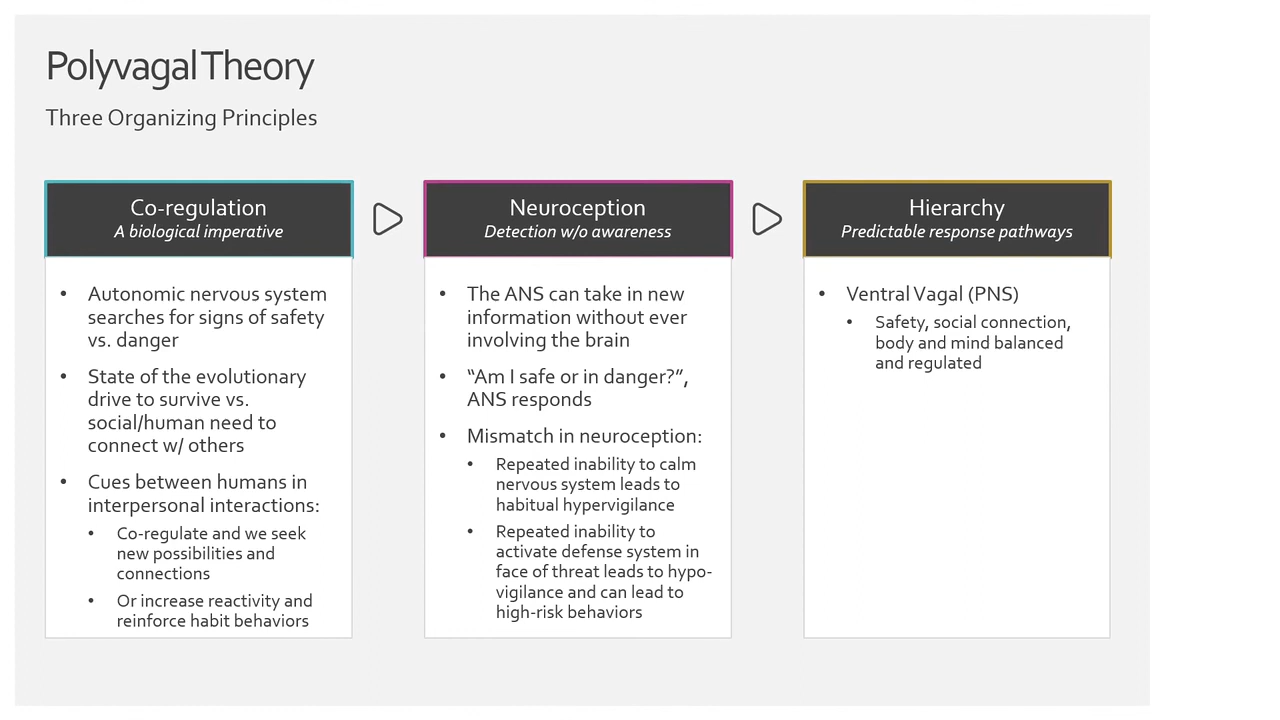 Polyvagal Theory
Three Organizing Principles
Co-regulation
A biological imperative
• Autonomic nervous system
searches for signs of safety
vs. danger
• State of the evolutionary
drive to survive vs.
social/human need to
connect w/ others
• Cues between humans in
interpersonal interactions:
• Co-regulate and we seek
new possibilities and
connections
• Or increase reactivity and
reinforce habit behaviors
Neuroception
Detection w/o awareness
• The ANS can take in new
information without ever
involving the brain
• “Am I safe or in danger?”,
ANS responds
• Mismatch in neuroception:
• Repeated inability to calm
nervous system leads to
habitual hypervigilance
• Repeated inability to
activate defense system in
face of threat leads to hypo-
vigilance and can lead to
high-risk behaviors
Hierarchy
Predictable response pathways
• Ventral Vagal (PNS)
• Safety, social connection,
body and mind balanced
and regulated